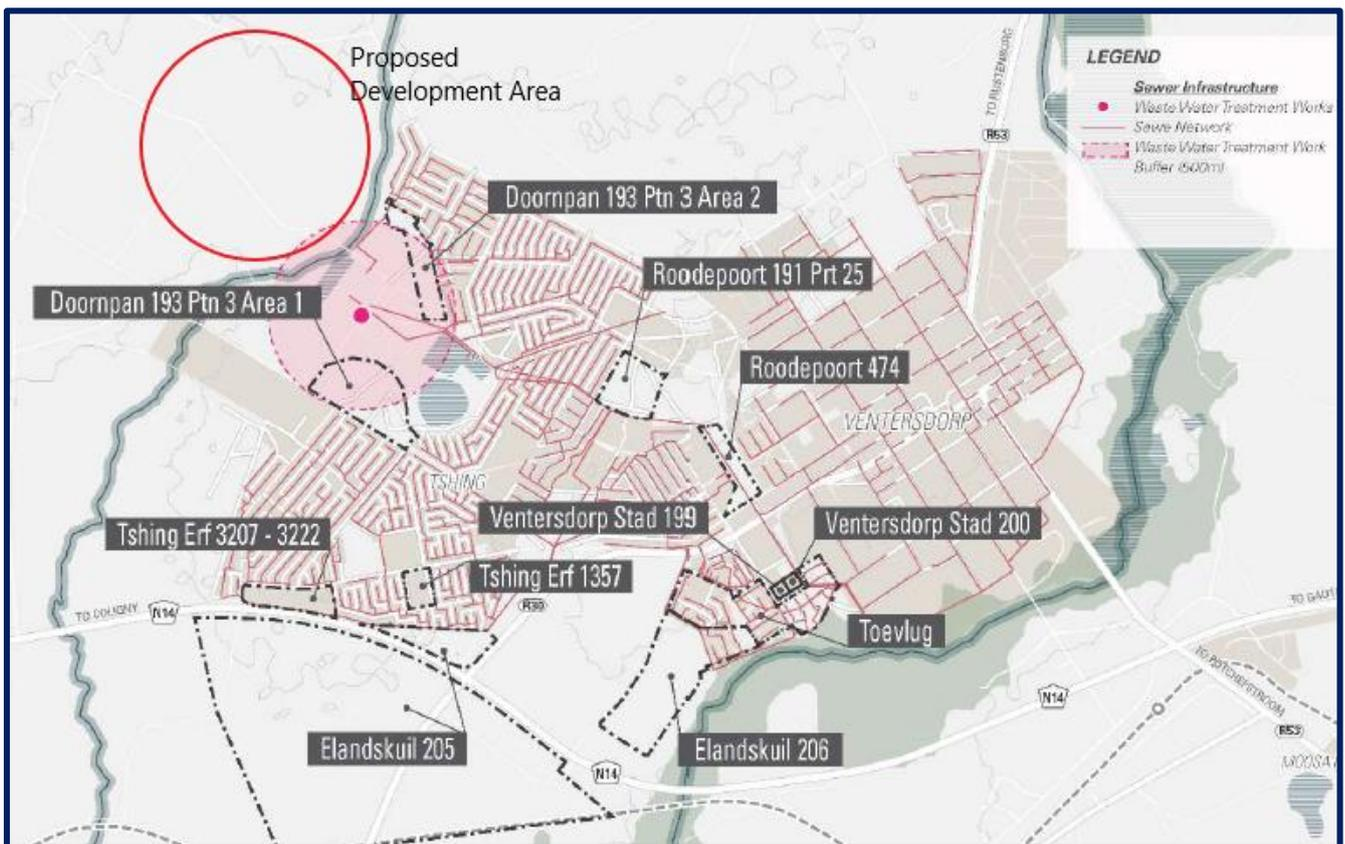 Proposed
Development Area
TO RUSTENBURG
R53
LEGEND
Sewer Infrastructure
Waste Water Treatment Works
Sewe Network
Waste Water Treatment Work
Buffer (500m)
Doornpan 193 Ptn 3 Area 2
Roodepoort 191 Prt 25
Doornpan 193 Ptn 3 Area 1
Roodepoort 474
VENTERSDORP
TSHING
Ventersdorp Stad 199
Ventersdorp Stad 200
Tshing Erf 3207 - 3222
Tshing Erf 1357
TO COLIGNY
N14
R30
Toevlug
TO GAUT
TO POTCHEFSTROOM
N14
Elandskuil 205
Elandskuil 206
R53
N14
MOOSA